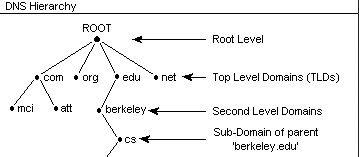 DNS Hierarchy
ROOT
Root Level
com org edu net
Top Level Domains (TLDs)
mci att berkeley
Second Level Domains
cs
Sub-Domain of parent
'berkeley.edu'